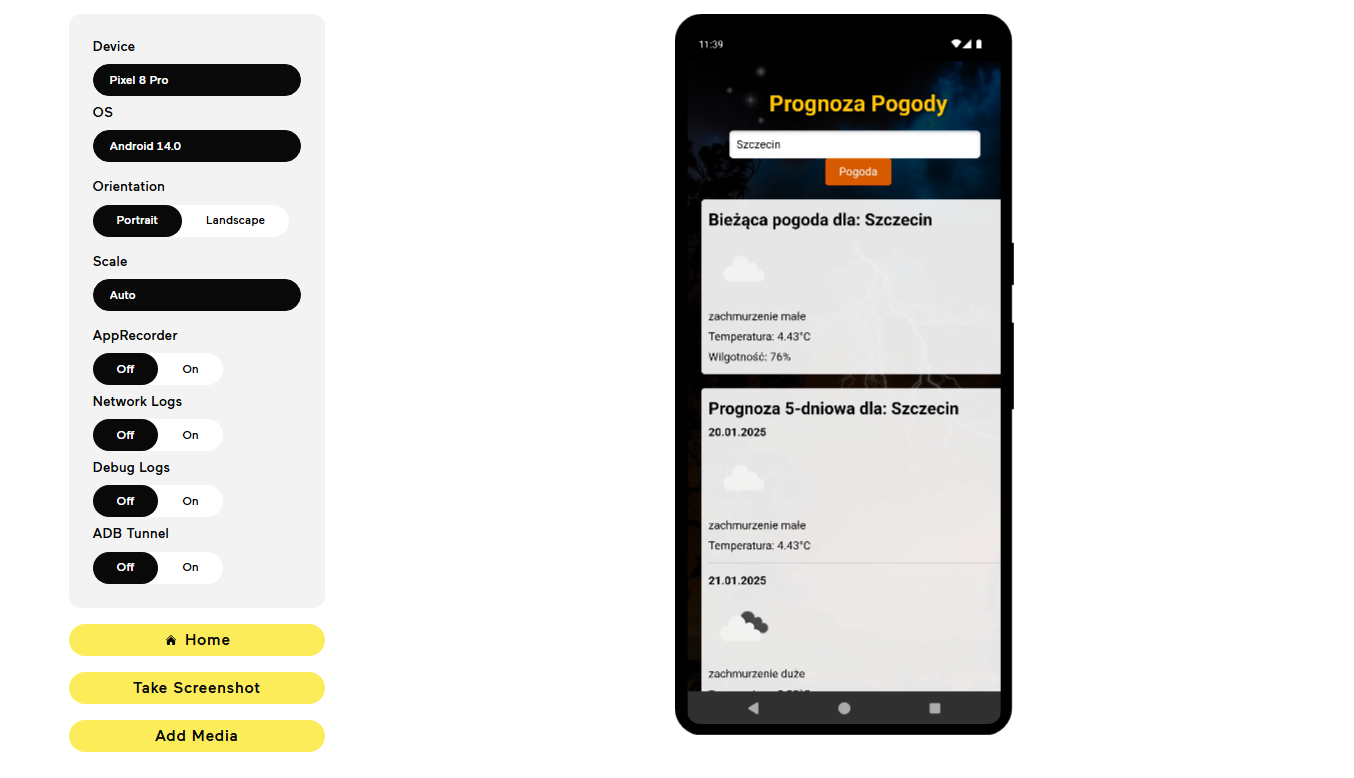 Device
Pixel 8 Pro
OS
Android 14.0
Orientation
Portrait
Landscape
Scale
Auto
AppRecorder
Off
On
Network Logs
Off
On
Debug Logs
Off
On
ADB Tunnel
Off
On
Home
Take Screenshot
Add Media
11:39
Prognoza Pogody
Szczecin
Pogoda
Bieżąca pogoda dla: Szczecin
zachmurzenie małe
Temperatura: 4.43°C
Wilgotność: 76%
Prognoza 5-dniowa dla: Szczecin
20.01.2025
zachmurzenie małe
Temperatura: 4.43°C
21.01.2025
zachmurzenie duże